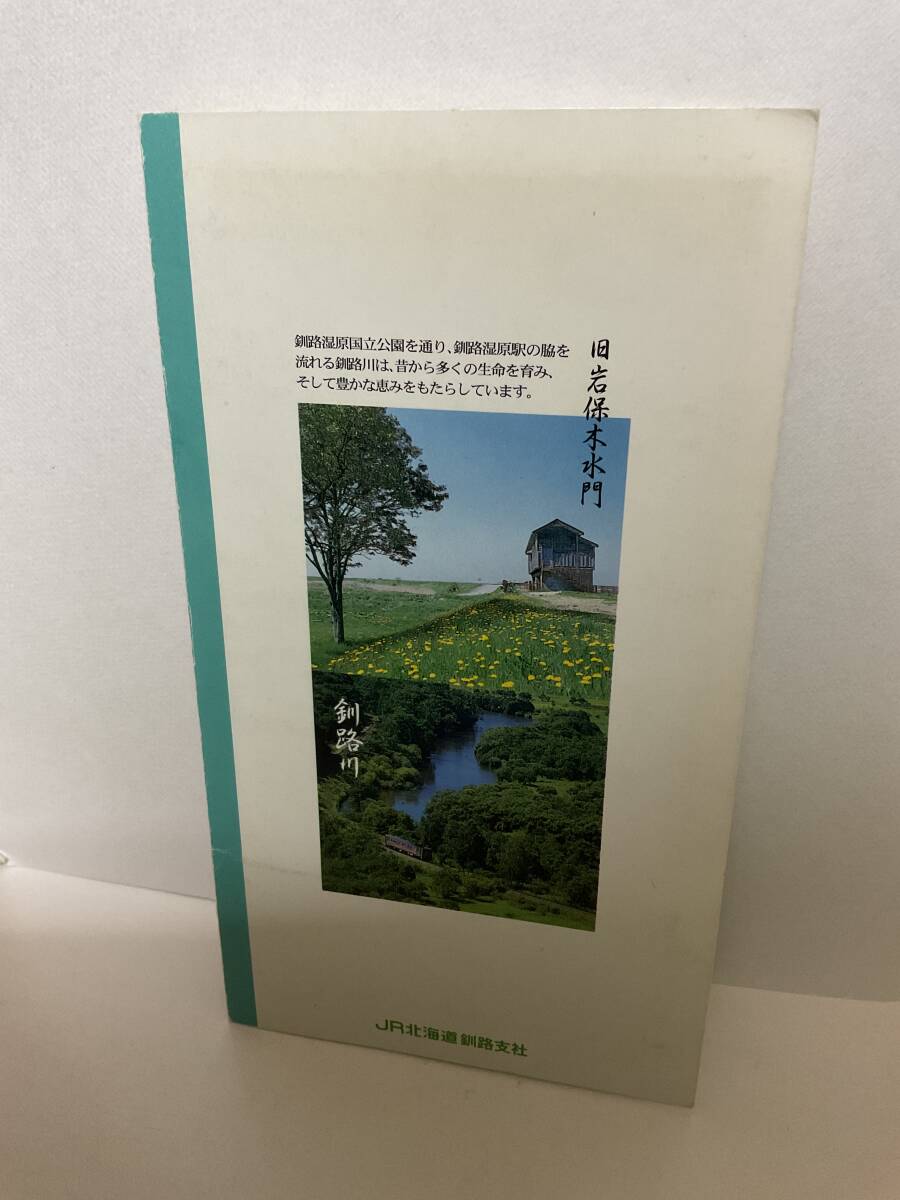 釧路湿原国立公園を通り、釧路湿原駅の脇を
流れる釧路川は、昔から多くの生命を育み、
そして豊かな恵みをもたらしています。
旧岩保木水門
釧路川
JR北海道 釧路支社